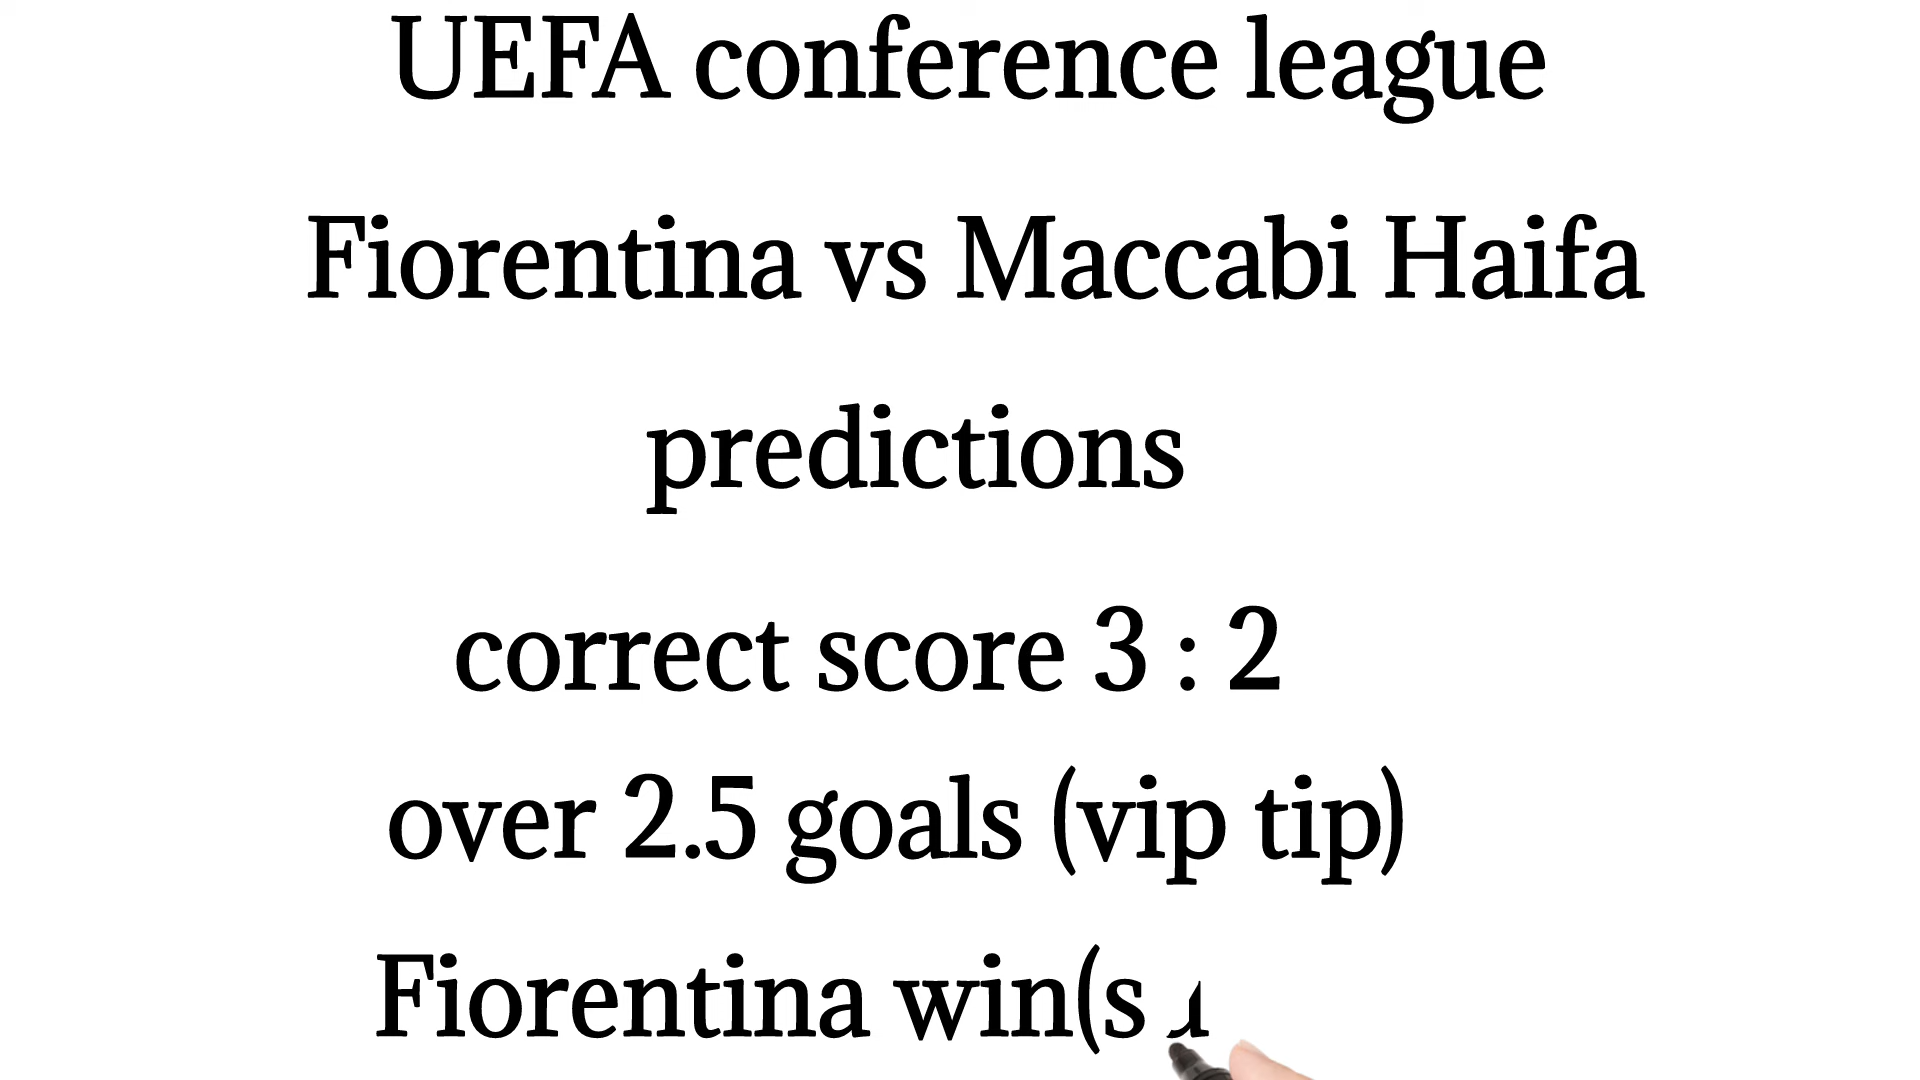 UEFA conference league
Fiorentina vs Maccabi Haifa
predictions
correct score 3 : 2
over 2.5 goals (vip tip)
Fiorentina win(s